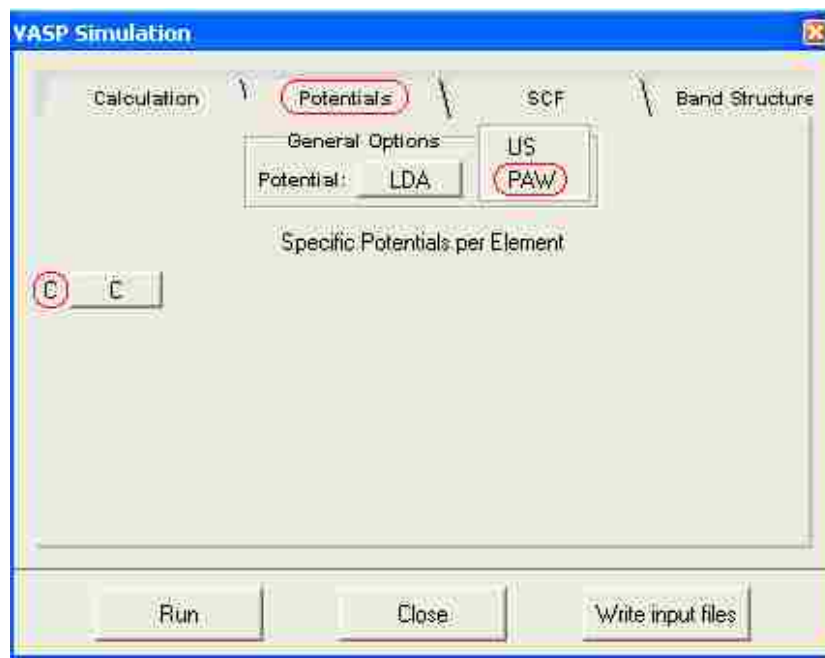 VASP Simulation
Calculation Potentials SCF Band Structure
General Options US
Potential: LDA PAW
Specific Potentials per Element
C C
Run Close Write input files